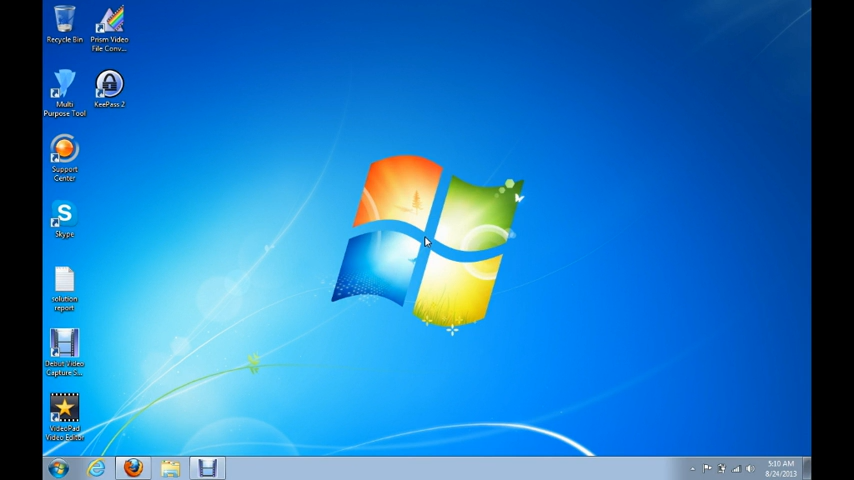 Recycle Bin
Prism Video
File Conv...
Multi
Purpose Tool
KeePass 2
Support
Center
Skype
solution
report
Debut Video
Capture S...
VideoPad
Video Editor
5:10 AM
8/24/2013